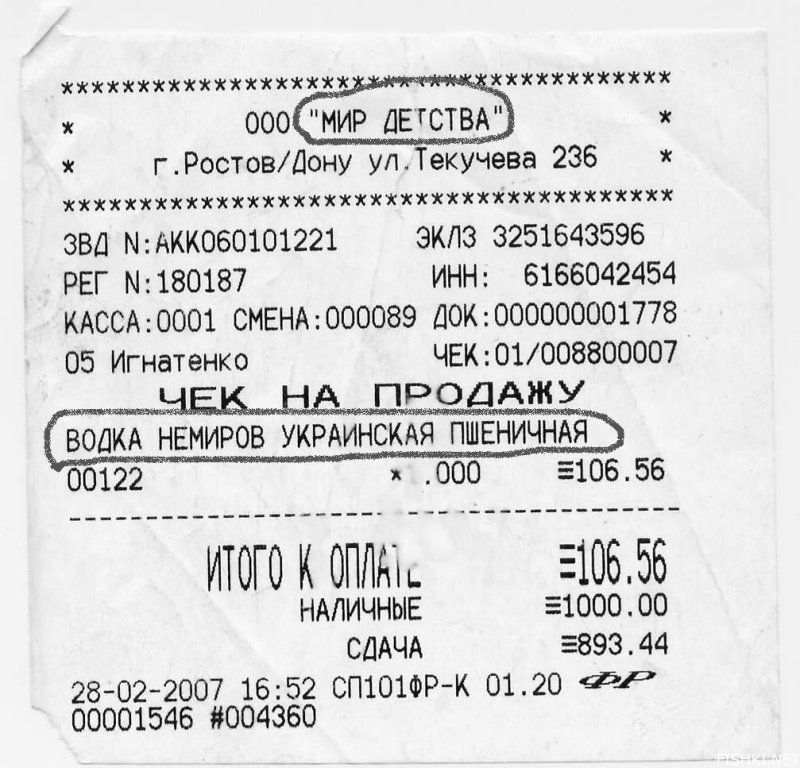 ****************************************
* ООО "МИР ДЕТСТВА" *
* г.Ростов/Дону ул.Текучева 236 *
****************************************
ЗВД N:АКК060101221 ЭКЛЗ 3251643596
РЕГ N:180187 ИНН: 6166042454
КАССА:0001 СМЕНА:000089 ДОК:000000001778
05 Игнатенко ЧЕК:01/008800007
ЧЕК НА ПРОДАЖУ
ВОДКА НЕМИРОВ УКРАИНСКАЯ ПШЕНИЧНАЯ
00122 * .000 ≡106.56
ИТОГО К ОПЛАТЕ ≡106.56
НАЛИЧНЫЕ ≡1000.00
СДАЧА ≡893.44
28-02-2007 16:52 СП101ФР-К 01.20 ФР
00001546 #004360
FISHKI.NET